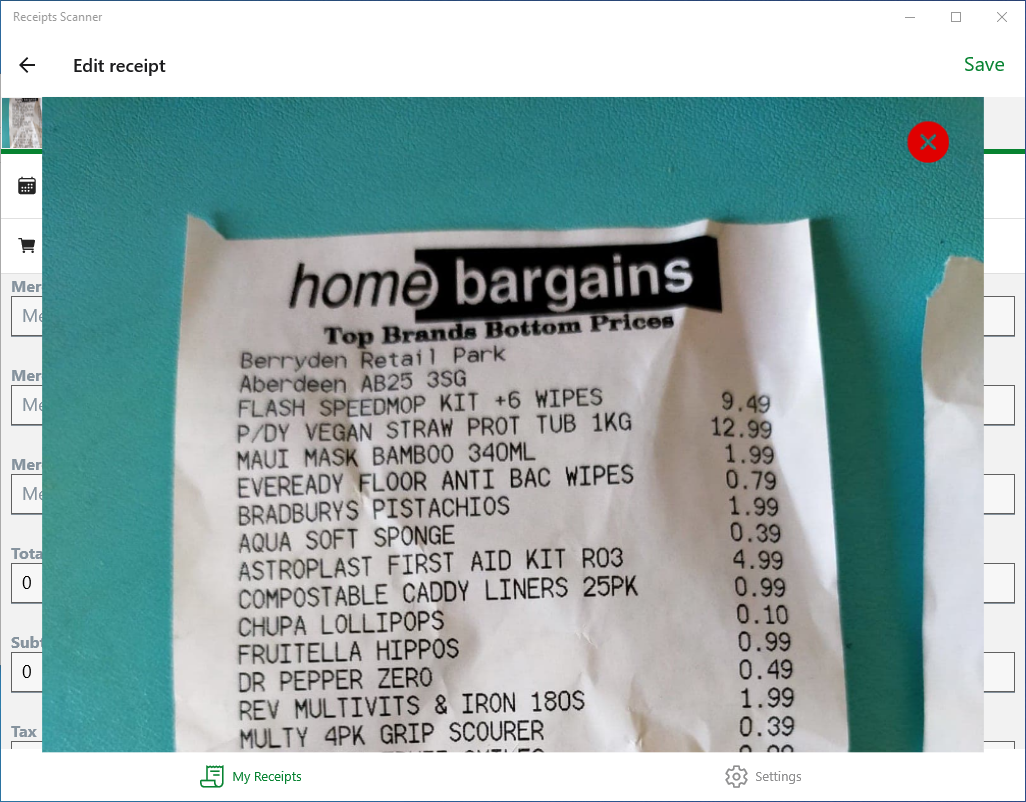 Receipts Scanner
Edit receipt
Save
home bargains
Top Brands Bottom Prices
Berryden Retail Park
Aberdeen AB25 3SG
FLASH SPEEDMOP KIT +6 WIPES 9.49
P/DY VEGAN STRAW PROT TUB 1KG 12.99
MAUI MASK BAMBOO 340ML 1.99
EVEREADY FLOOR ANTI BAC WIPES 0.79
BRADBURYS PISTACHIOS 1.99
AQUA SOFT SPONGE 0.39
ASTROPLAST FIRST AID KIT R03 4.99
COMPOSTABLE CADDY LINERS 25PK 0.99
CHUPA LOLLIPOPS 0.10
FRUITELLA HIPPOS 0.99
DR PEPPER ZERO 0.49
REV MULTIVITS & IRON 180S 1.99
MULTY 4PK GRIP SCOURER 0.39
Mer
Me
Mer
Me
Mer
Me
Tota
0
Subt
0
Tax
My Receipts
Settings